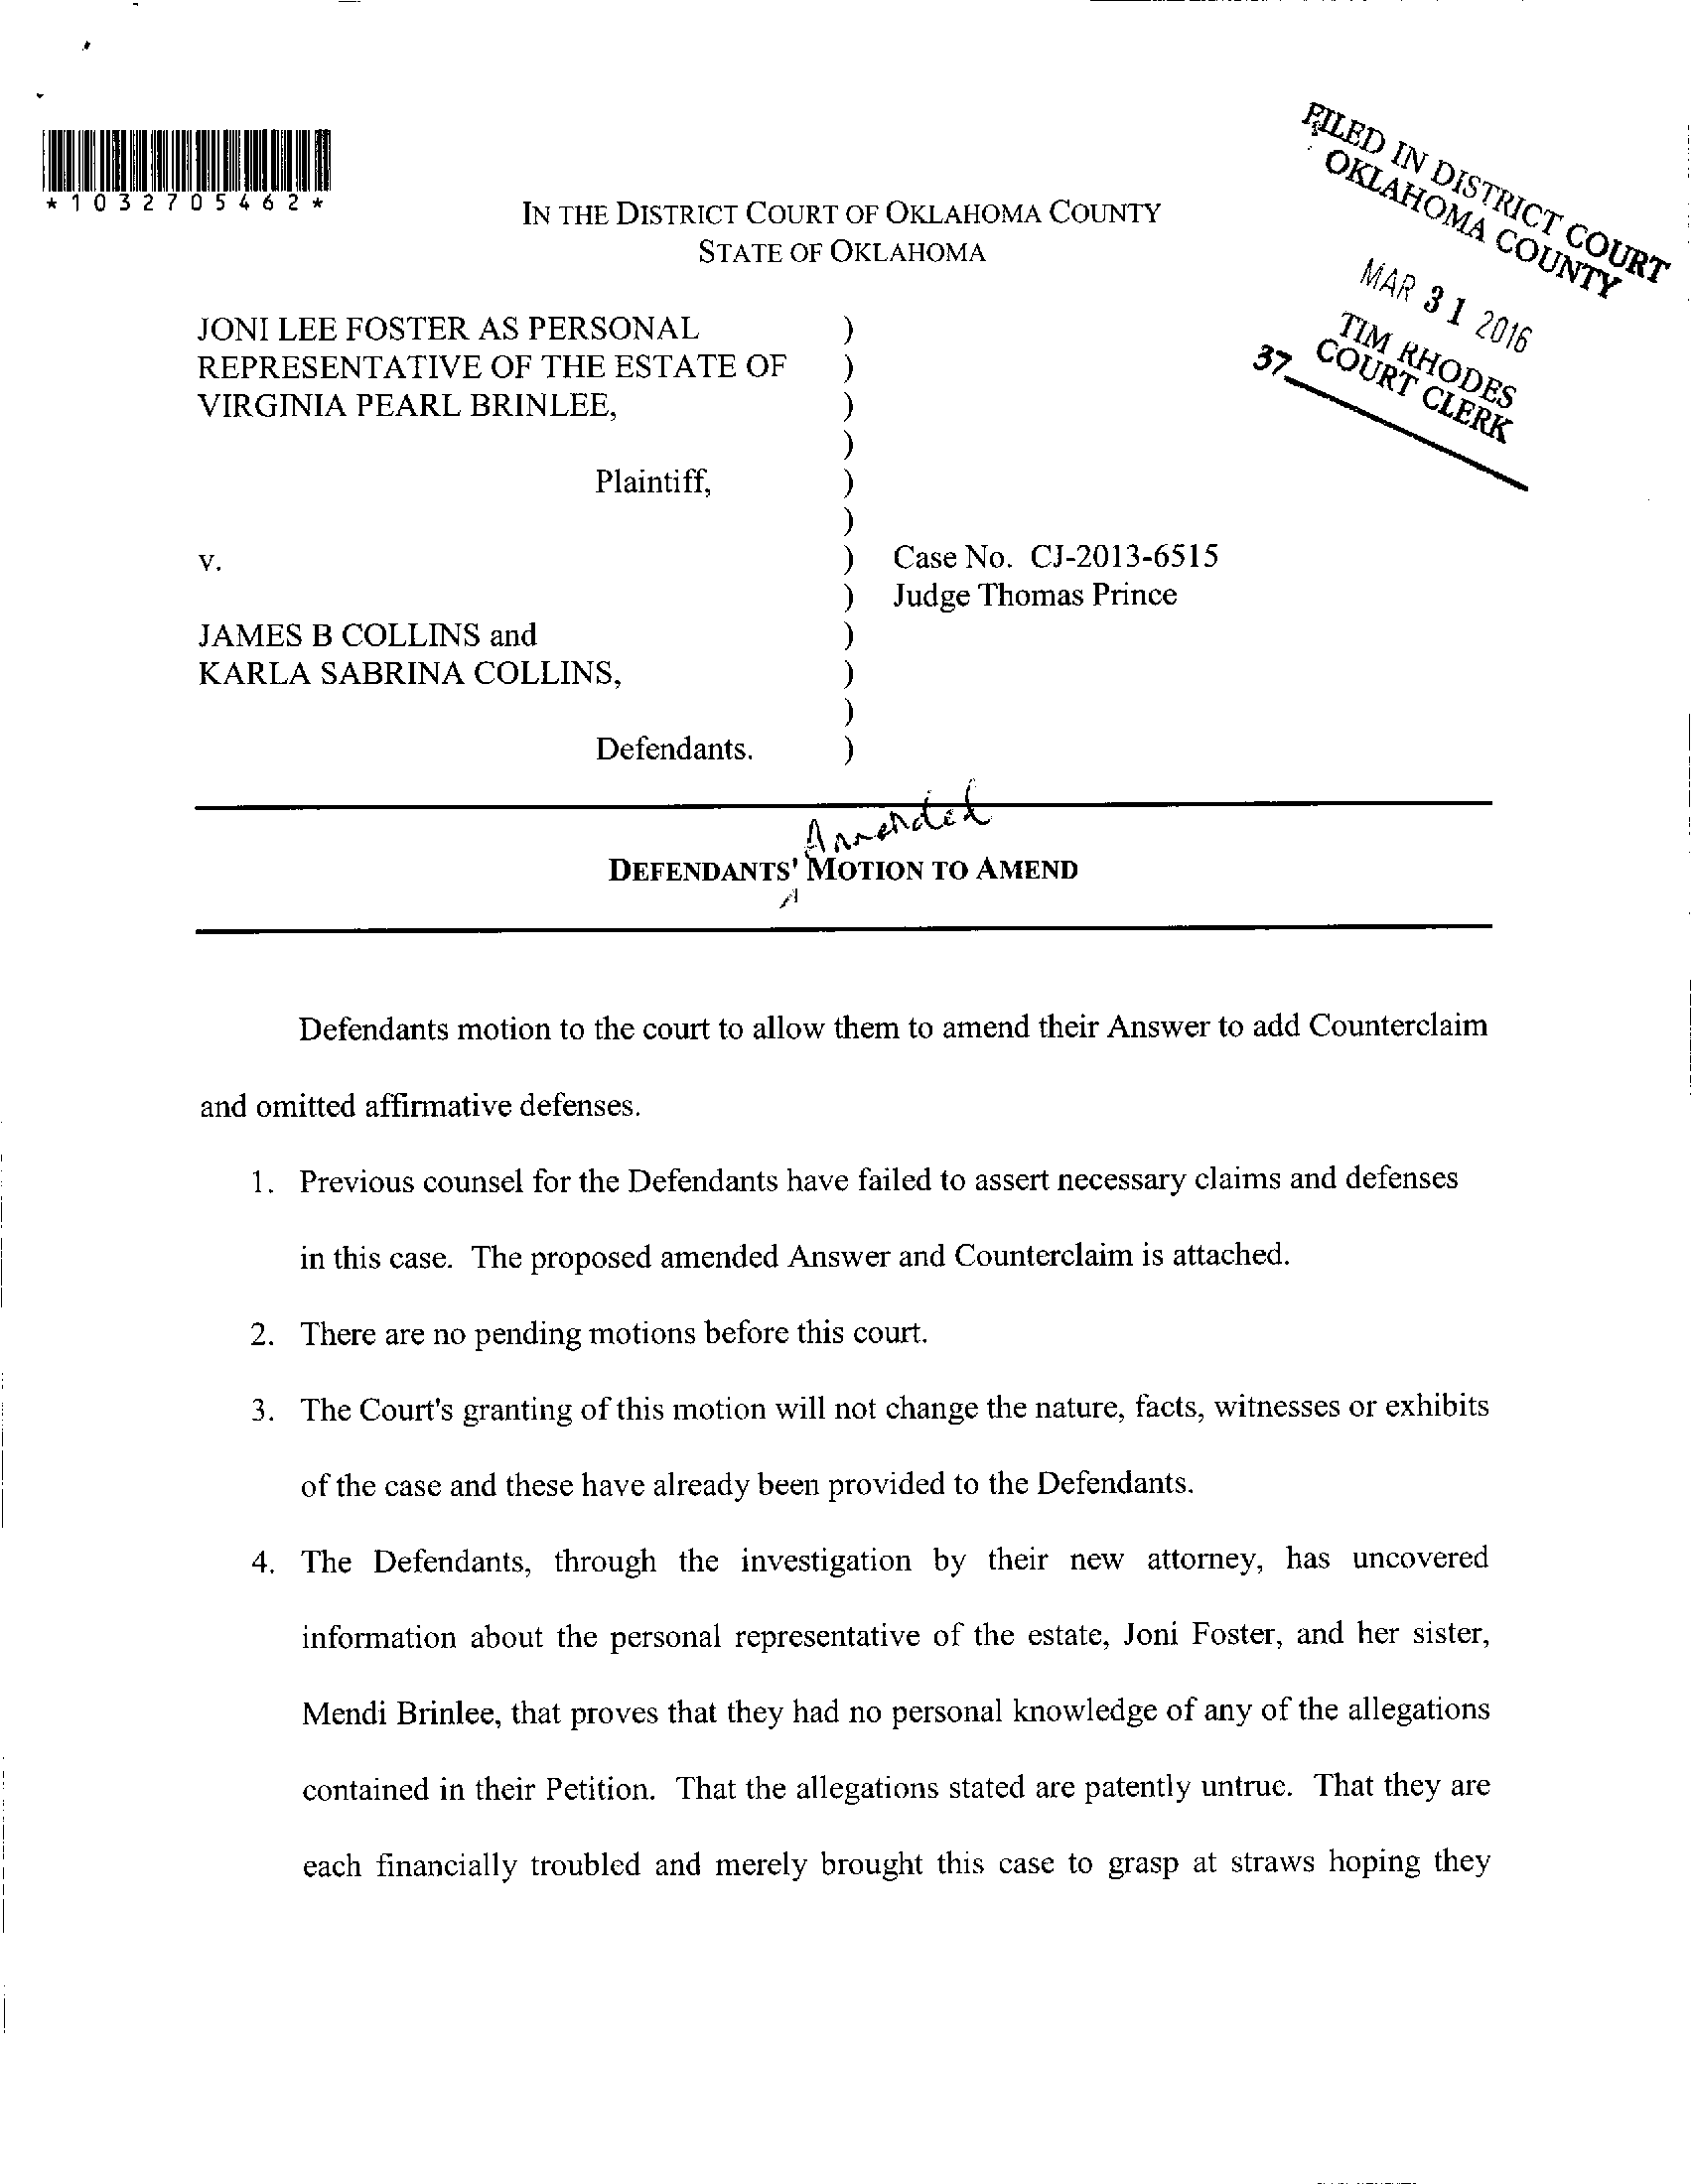 *1032705462*
FILED IN DISTRICT COURT
OKLAHOMA COUNTY
MAR 31 2016
TIM RHODES
COURT CLERK
37
IN THE DISTRICT COURT OF OKLAHOMA COUNTY
STATE OF OKLAHOMA
JONI LEE FOSTER AS PERSONAL )
REPRESENTATIVE OF THE ESTATE OF )
VIRGINIA PEARL BRINLEE, )
)
Plaintiff, )
)
v. ) Case No. CJ-2013-6515
) Judge Thomas Prince
JAMES B COLLINS and )
KARLA SABRINA COLLINS, )
)
Defendants. )
Amended
DEFENDANTS' MOTION TO AMEND
Defendants motion to the court to allow them to amend their Answer to add Counterclaim
and omitted affirmative defenses.
1. Previous counsel for the Defendants have failed to assert necessary claims and defenses
in this case. The proposed amended Answer and Counterclaim is attached.
2. There are no pending motions before this court.
3. The Court's granting of this motion will not change the nature, facts, witnesses or exhibits
of the case and these have already been provided to the Defendants.
4. The Defendants, through the investigation by their new attorney, has uncovered
information about the personal representative of the estate, Joni Foster, and her sister,
Mendi Brinlee, that proves that they had no personal knowledge of any of the allegations
contained in their Petition. That the allegations stated are patently untrue. That they are
each financially troubled and merely brought this case to grasp at straws hoping they